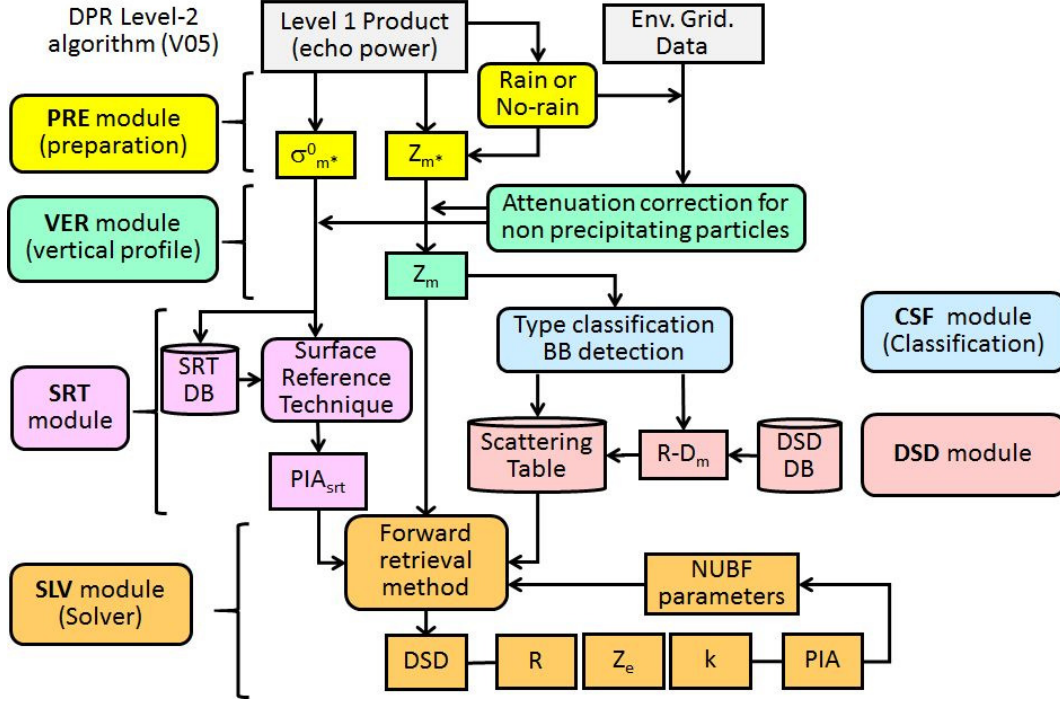 DPR Level-2
algorithm (V05)
Level 1 Product
(echo power)
Env. Grid.
Data
Rain or
No-rain
PRE module
(preparation)
σ⁰ₘ*
Zₘ*
VER module
(vertical profile)
Attenuation correction for
non precipitating particles
Zₘ
Type classification
BB detection
CSF module
(Classification)
SRT
module
SRT
DB
Surface
Reference
Technique
Scattering
Table
R-Dₘ
DSD
DB
DSD module
PIAₛᵣₜ
SLV module
(Solver)
Forward
retrieval
method
NUBF
parameters
DSD
R
Zₑ
k
PIA